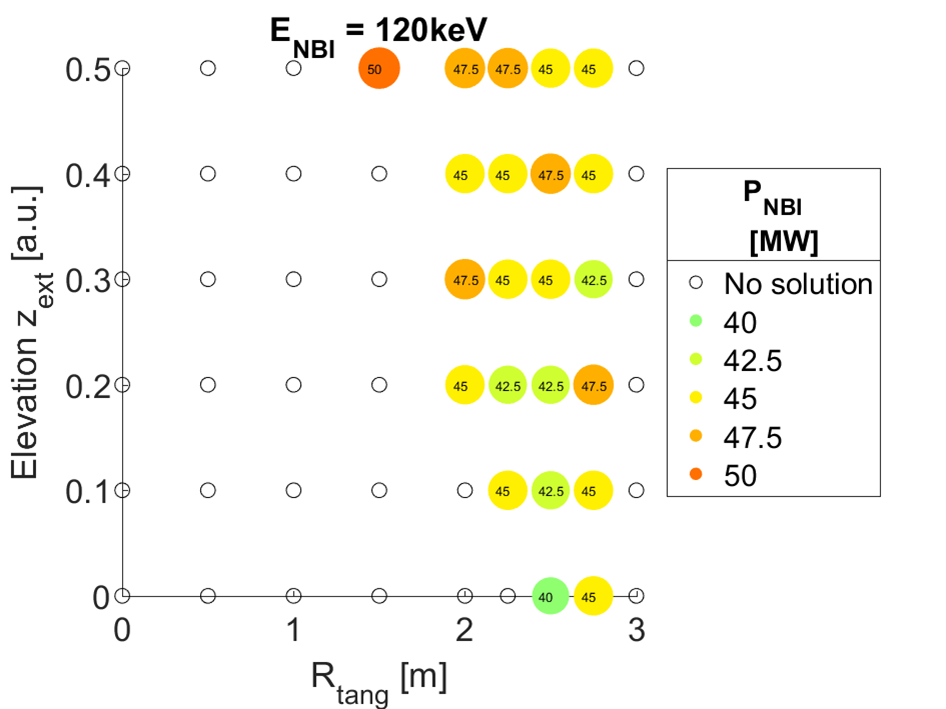 E_NBI = 120keV
0.5
50 47.5 47.5 45 45
0.4
45 45 47.5 45
0.3
47.5 45 45 42.5
0.2
45 42.5 42.5 47.5
0.1
45 42.5 45
0
40 45
0 1 2 3
R_tang [m]
Elevation z_ext [a.u.]
P_NBI
[MW]
No solution
40
42.5
45
47.5
50